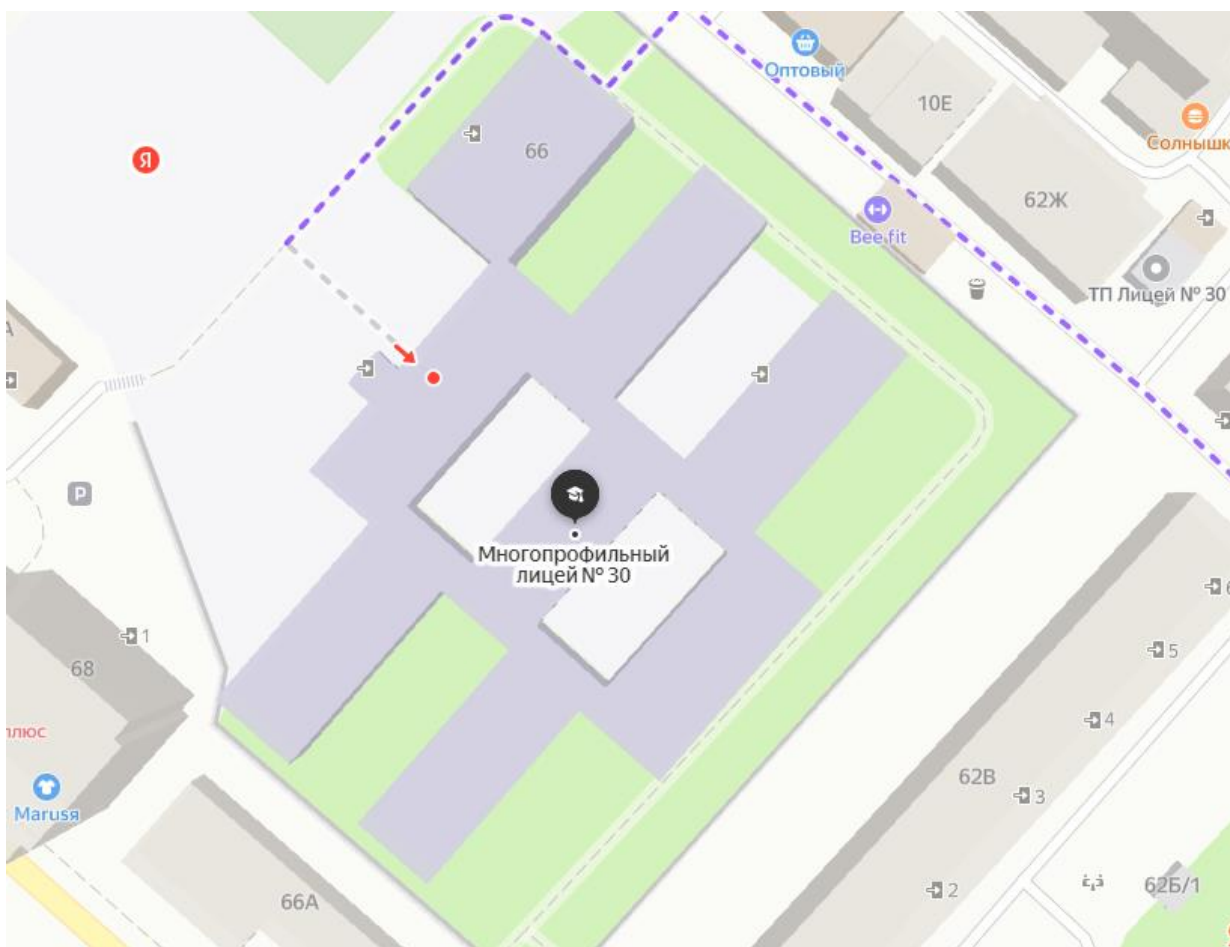 Оптовый
10Е
Солнышк
66
62Ж
Я
Bee fit
ТП Лицей № 30
А
P
Многопрофильный
лицей № 30
1
6
5
68
4
плюс
62В
3
Marusя
62Б/1
2
66А